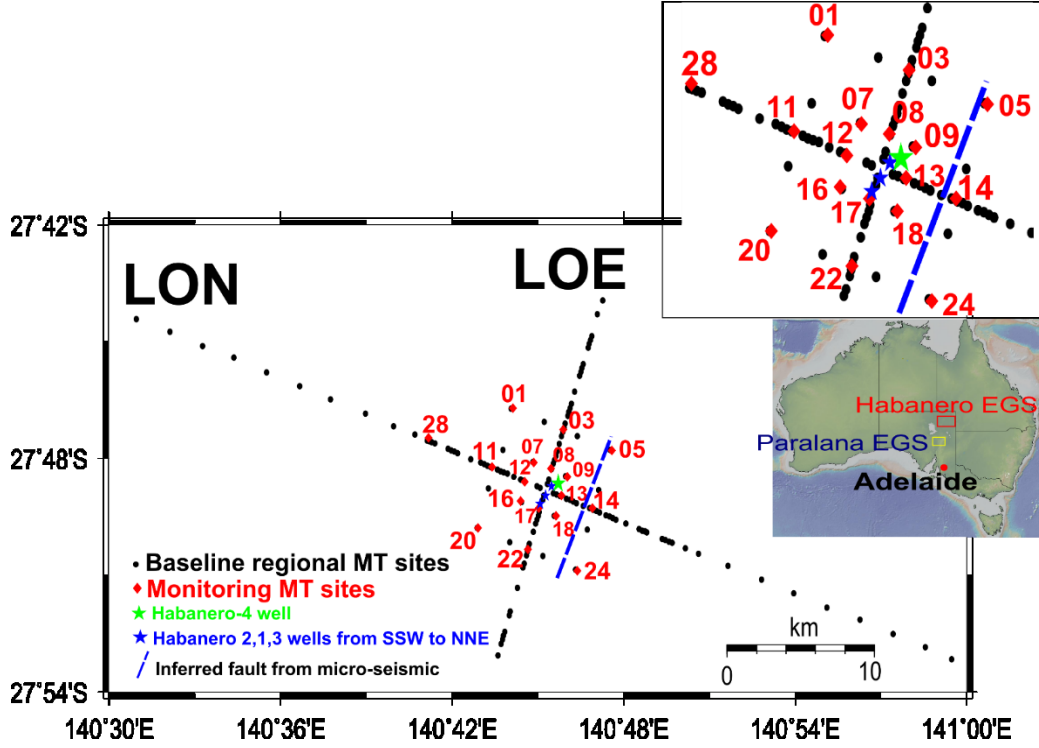 01
03
28
05
07
08
11
09
12
13
14
16
17
18
20
22
24
27°42'S
LON
LOE
Habanero EGS
Paralana EGS
Adelaide
01
03
28
05
07
08
11
12
09
13
14
16
17
18
20
22
24
27°48'S
Baseline regional MT sites
Monitoring MT sites
Habanero-4 well
Habanero 2,1,3 wells from SSW to NNE
Inferred fault from micro-seismic
km
0
10
27°54'S
140°30'E
140°36'E
140°42'E
140°48'E
140°54'E
141°00'E